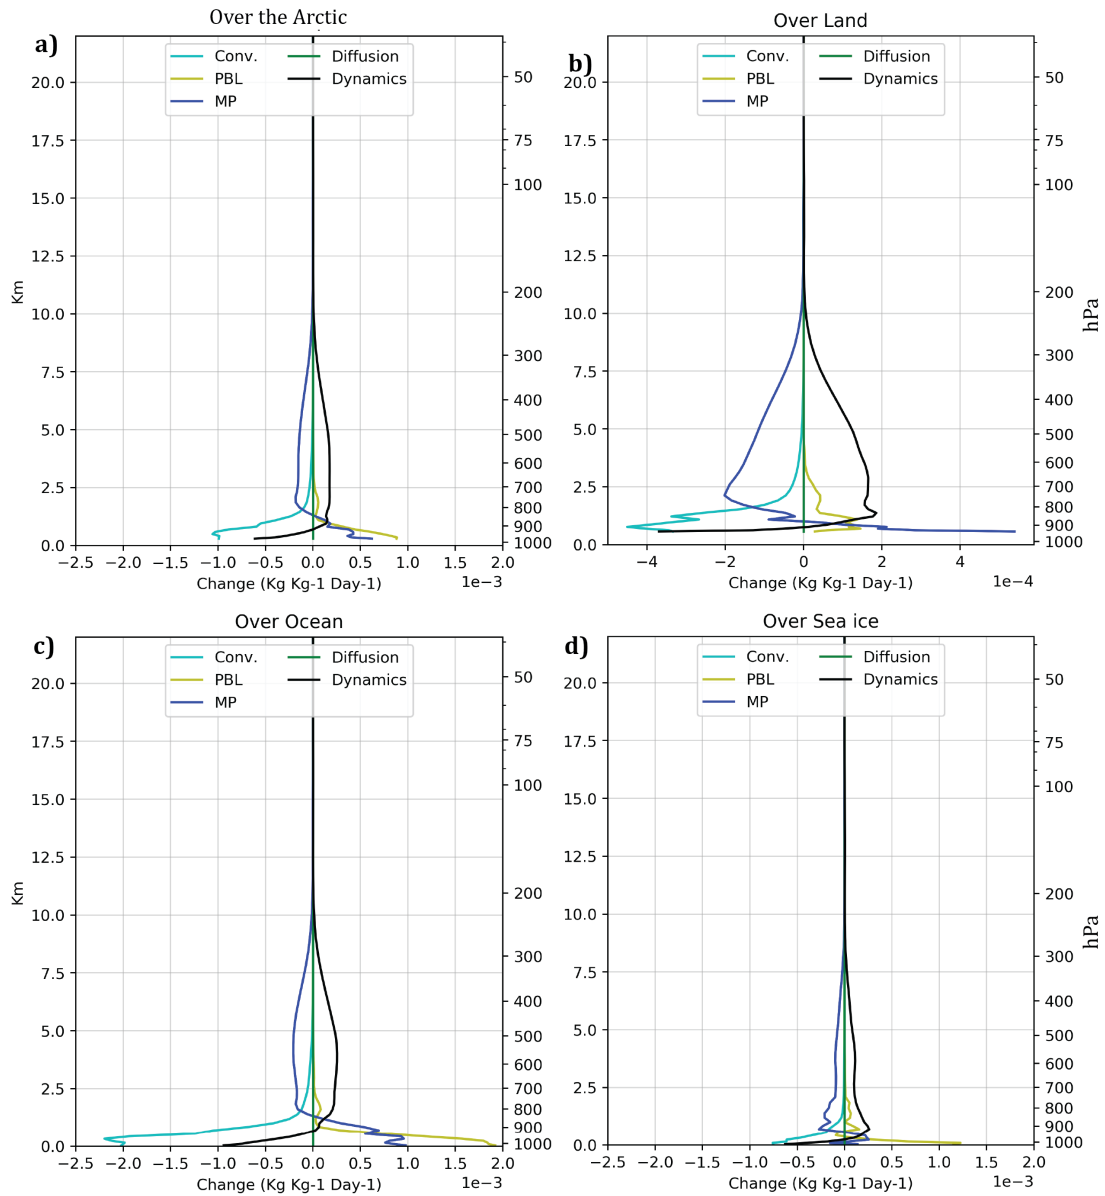 Over the Arctic
a)
Conv.
PBL
MP
Diffusion
Dynamics
20.0
17.5
15.0
12.5
10.0
7.5
5.0
2.5
0.0
Km
50
75
100
200
300
400
500
600
700
800
900
1000
−2.5 −2.0 −1.5 −1.0 −0.5 0.0 0.5 1.0 1.5 2.0
Change (Kg Kg-1 Day-1)
1e−3
Over Land
b)
Conv.
PBL
MP
Diffusion
Dynamics
20.0
17.5
15.0
12.5
10.0
7.5
5.0
2.5
0.0
50
75
100
200
300
400
500
600
700
800
900
1000
hPa
−4 −2 0 2 4
Change (Kg Kg-1 Day-1)
1e−4
Over Ocean
c)
Conv.
PBL
MP
Diffusion
Dynamics
20.0
17.5
15.0
12.5
10.0
7.5
5.0
2.5
0.0
Km
50
75
100
200
300
400
500
600
700
800
900
1000
−2.5 −2.0 −1.5 −1.0 −0.5 0.0 0.5 1.0 1.5 2.0
Change (Kg Kg-1 Day-1)
1e−3
Over Sea ice
d)
Conv.
PBL
MP
Diffusion
Dynamics
20.0
17.5
15.0
12.5
10.0
7.5
5.0
2.5
0.0
50
75
100
200
300
400
500
600
700
800
900
1000
hPa
−2.5 −2.0 −1.5 −1.0 −0.5 0.0 0.5 1.0 1.5 2.0
Change (Kg Kg-1 Day-1)
1e−3